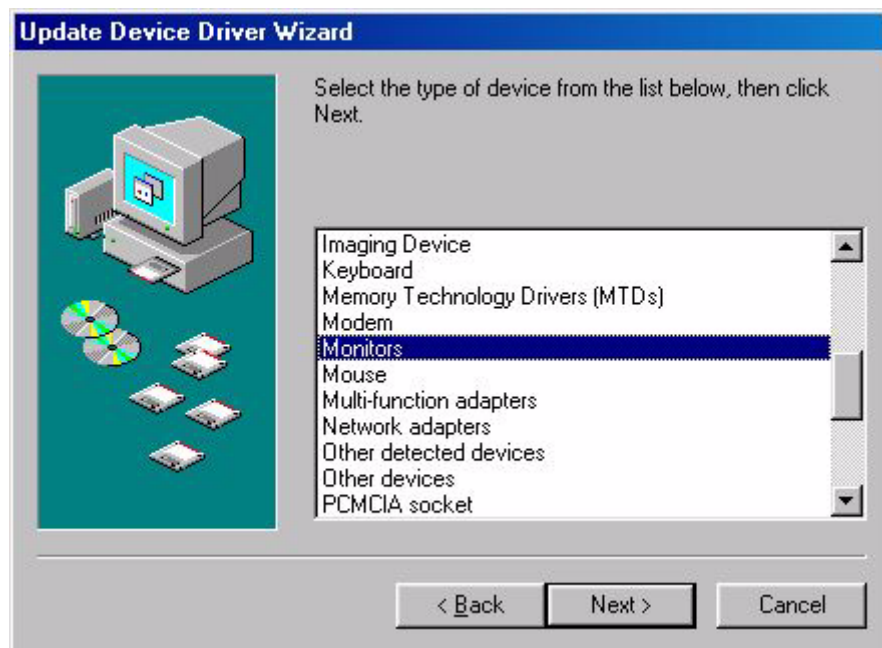 Update Device Driver Wizard
Select the type of device from the list below, then click
Next.
Imaging Device
Keyboard
Memory Technology Drivers (MTDs)
Modem
Monitors
Mouse
Multi-function adapters
Network adapters
Other detected devices
Other devices
PCMCIA socket
< Back
Next >
Cancel